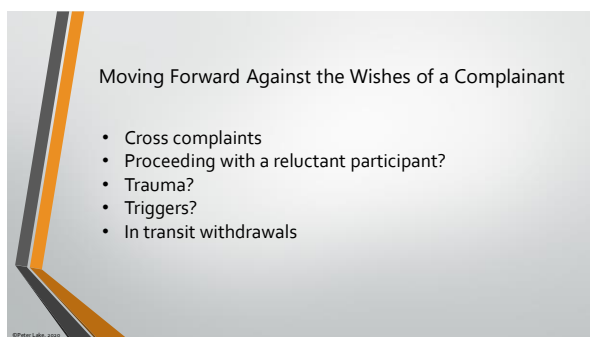 Moving Forward Against the Wishes of a Complainant
• Cross complaints
• Proceeding with a reluctant participant?
• Trauma?
• Triggers?
• In transit withdrawals
©Peter Lake, 2020